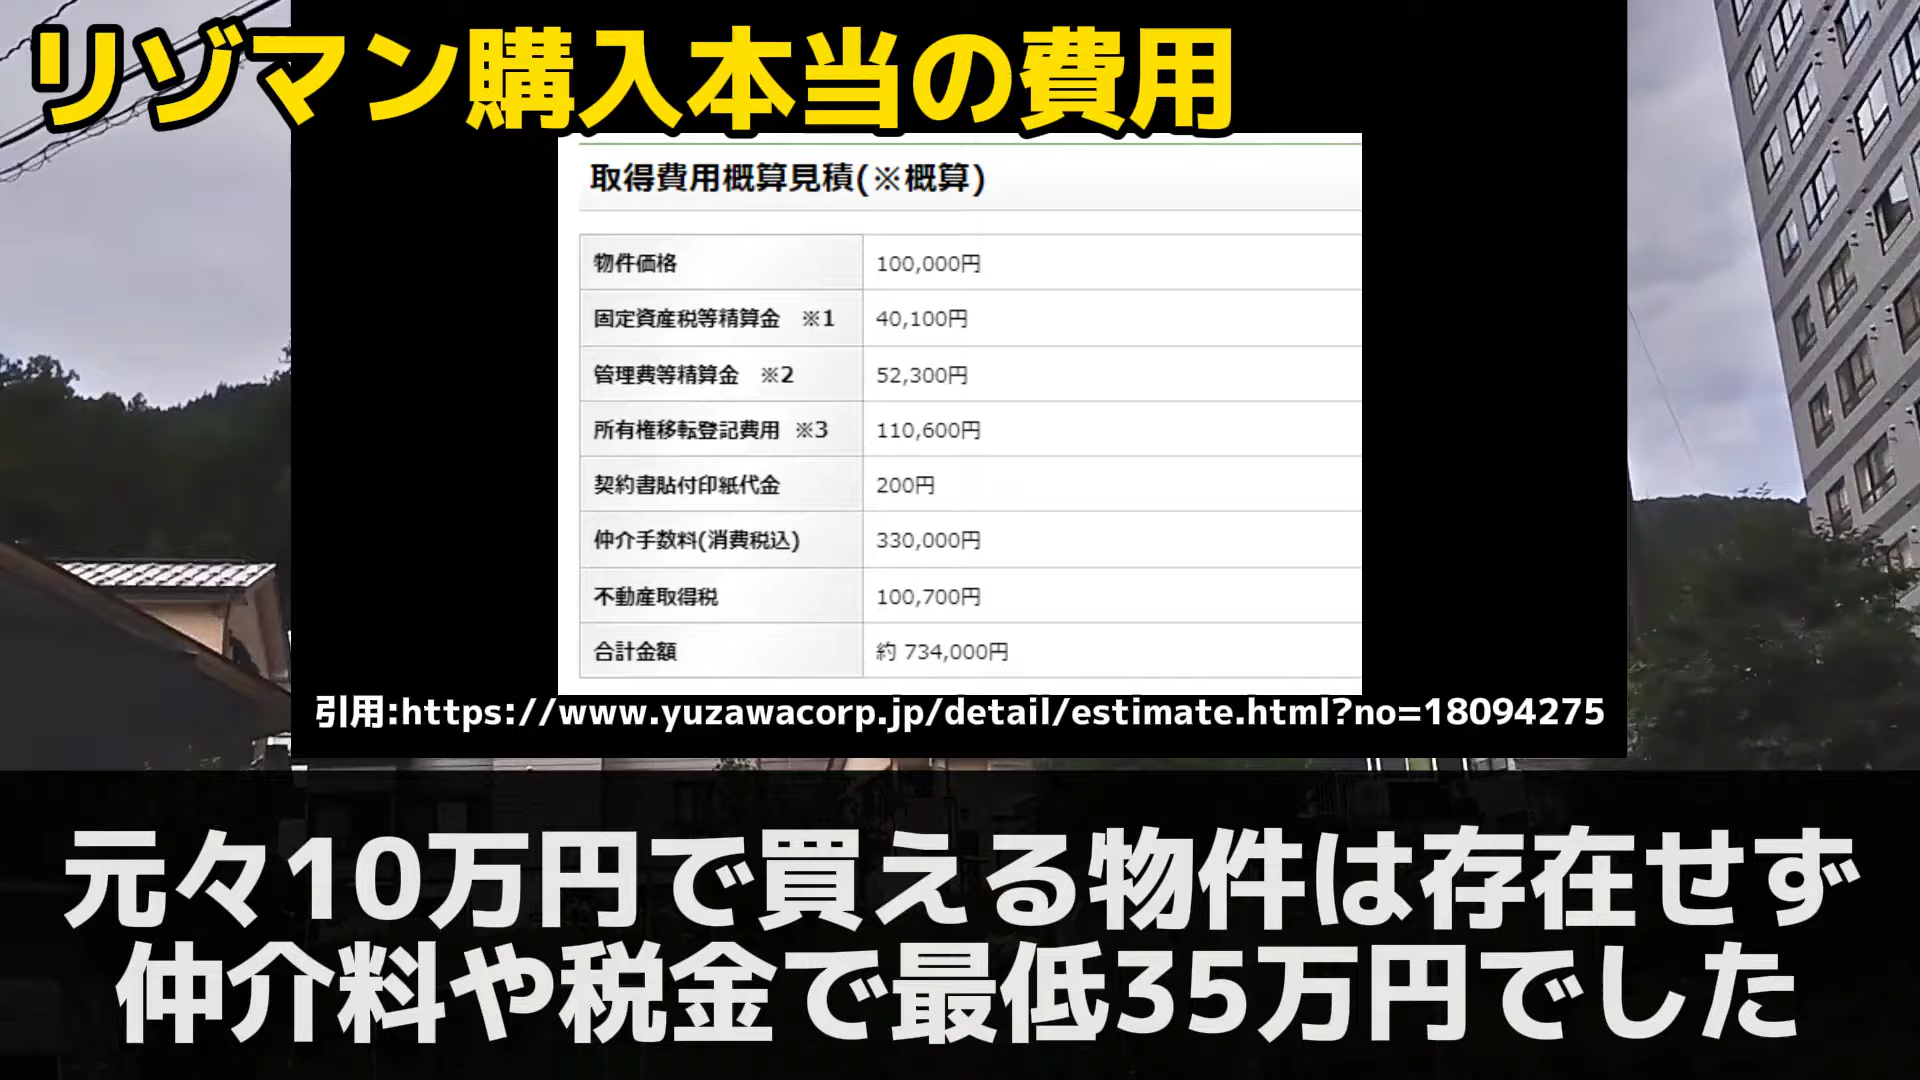 リゾマン購入本当の費用
取得費用概算見積(※概算)
物件価格 100,000円
固定資産税等精算金 ※1 40,100円
管理費等精算金 ※2 52,300円
所有権移転登記費用 ※3 110,600円
契約書貼付印紙代金 200円
仲介手数料(消費税込) 330,000円
不動産取得税 100,700円
合計金額 約 734,000円
引用:https://www.yuzawacorp.jp/detail/estimate.html?no=18094275
元々10万円で買える物件は存在せず
仲介料や税金で最低35万円でした